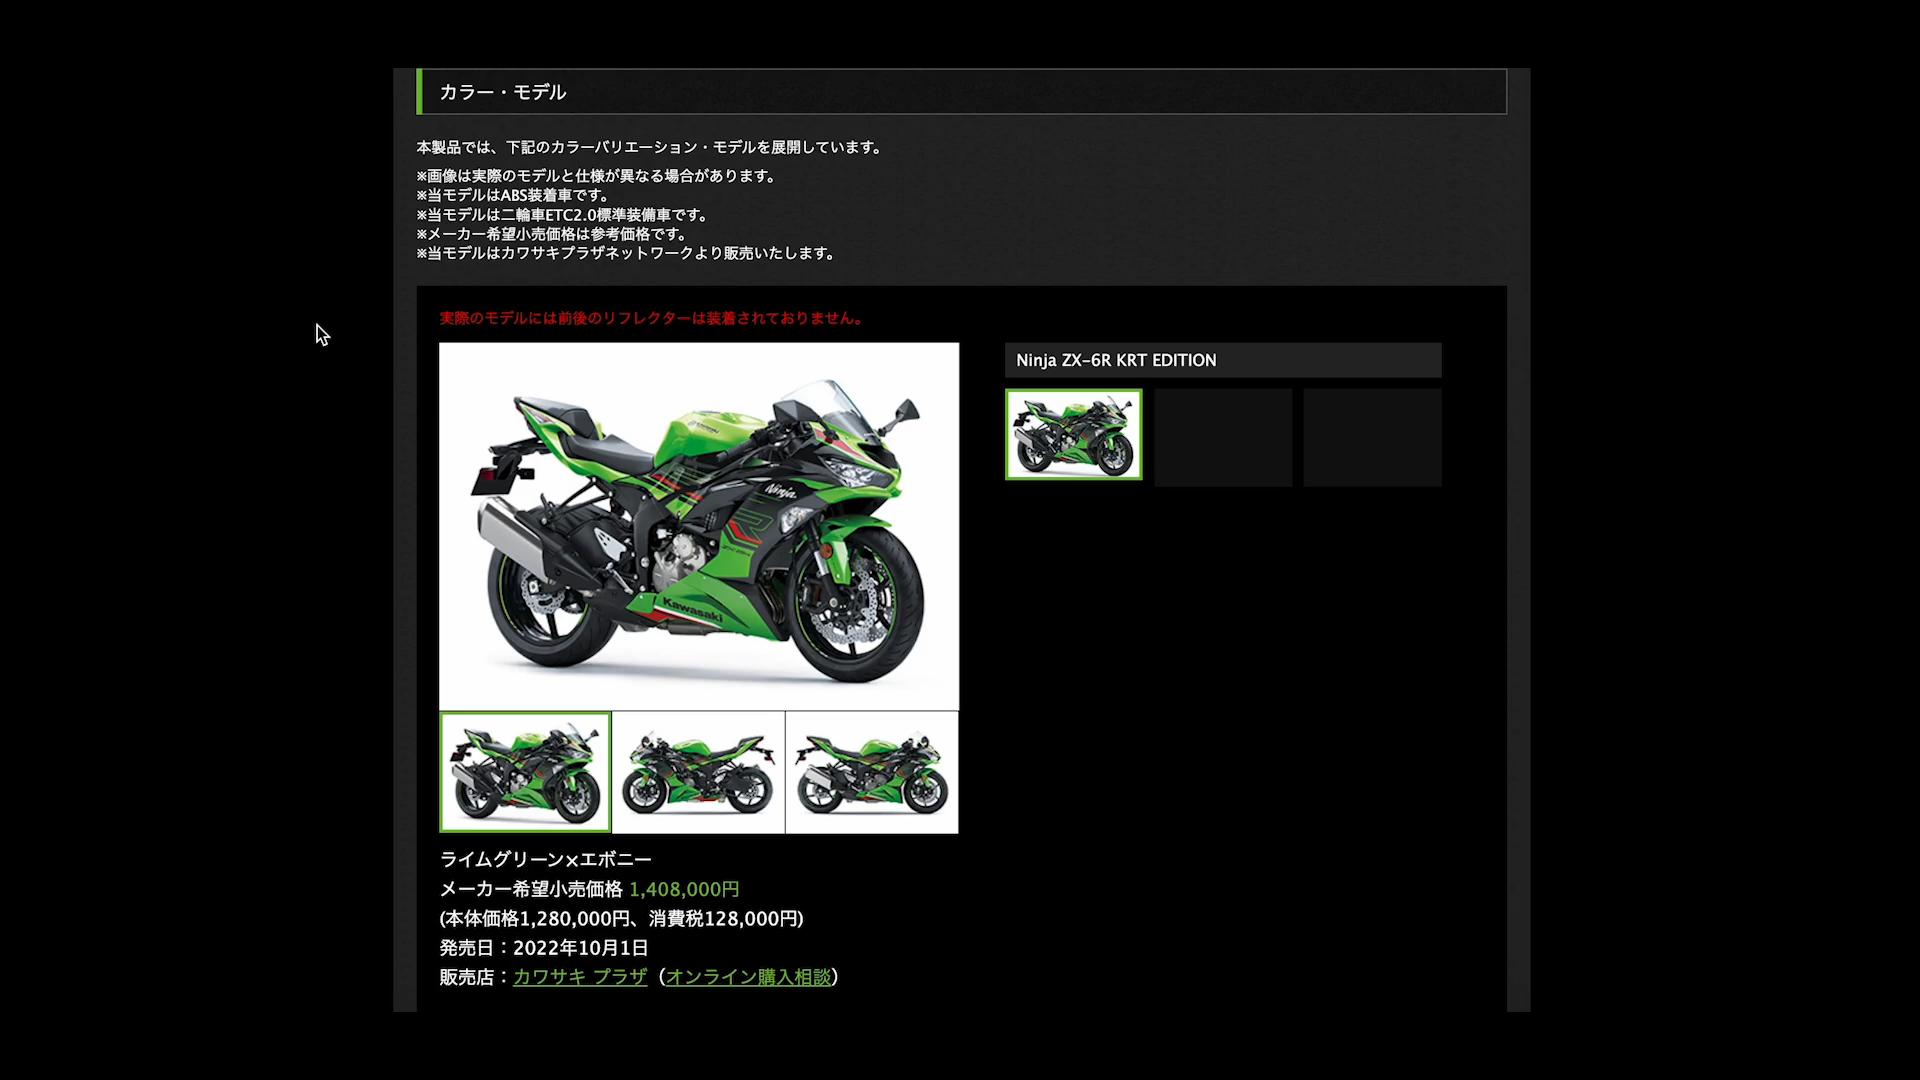 カラー・モデル
本製品では、下記のカラーバリエーション・モデルを展開しています。
※画像は実際のモデルと仕様が異なる場合があります。
※当モデルはABS装着車です。
※当モデルは二輪車ETC2.0標準装備車です。
※メーカー希望小売価格は参考価格です。
※当モデルはカワサキプラザネットワークより販売いたします。
実際のモデルには前後のリフレクターは装着されておりません。
Ninja ZX-6R KRT EDITION
Ninja
Kawasaki
ライムグリーン×エボニー
メーカー希望小売価格 1,408,000円
(本体価格1,280,000円、消費税128,000円)
発売日：2022年10月1日
販売店：カワサキ プラザ（オンライン購入相談）